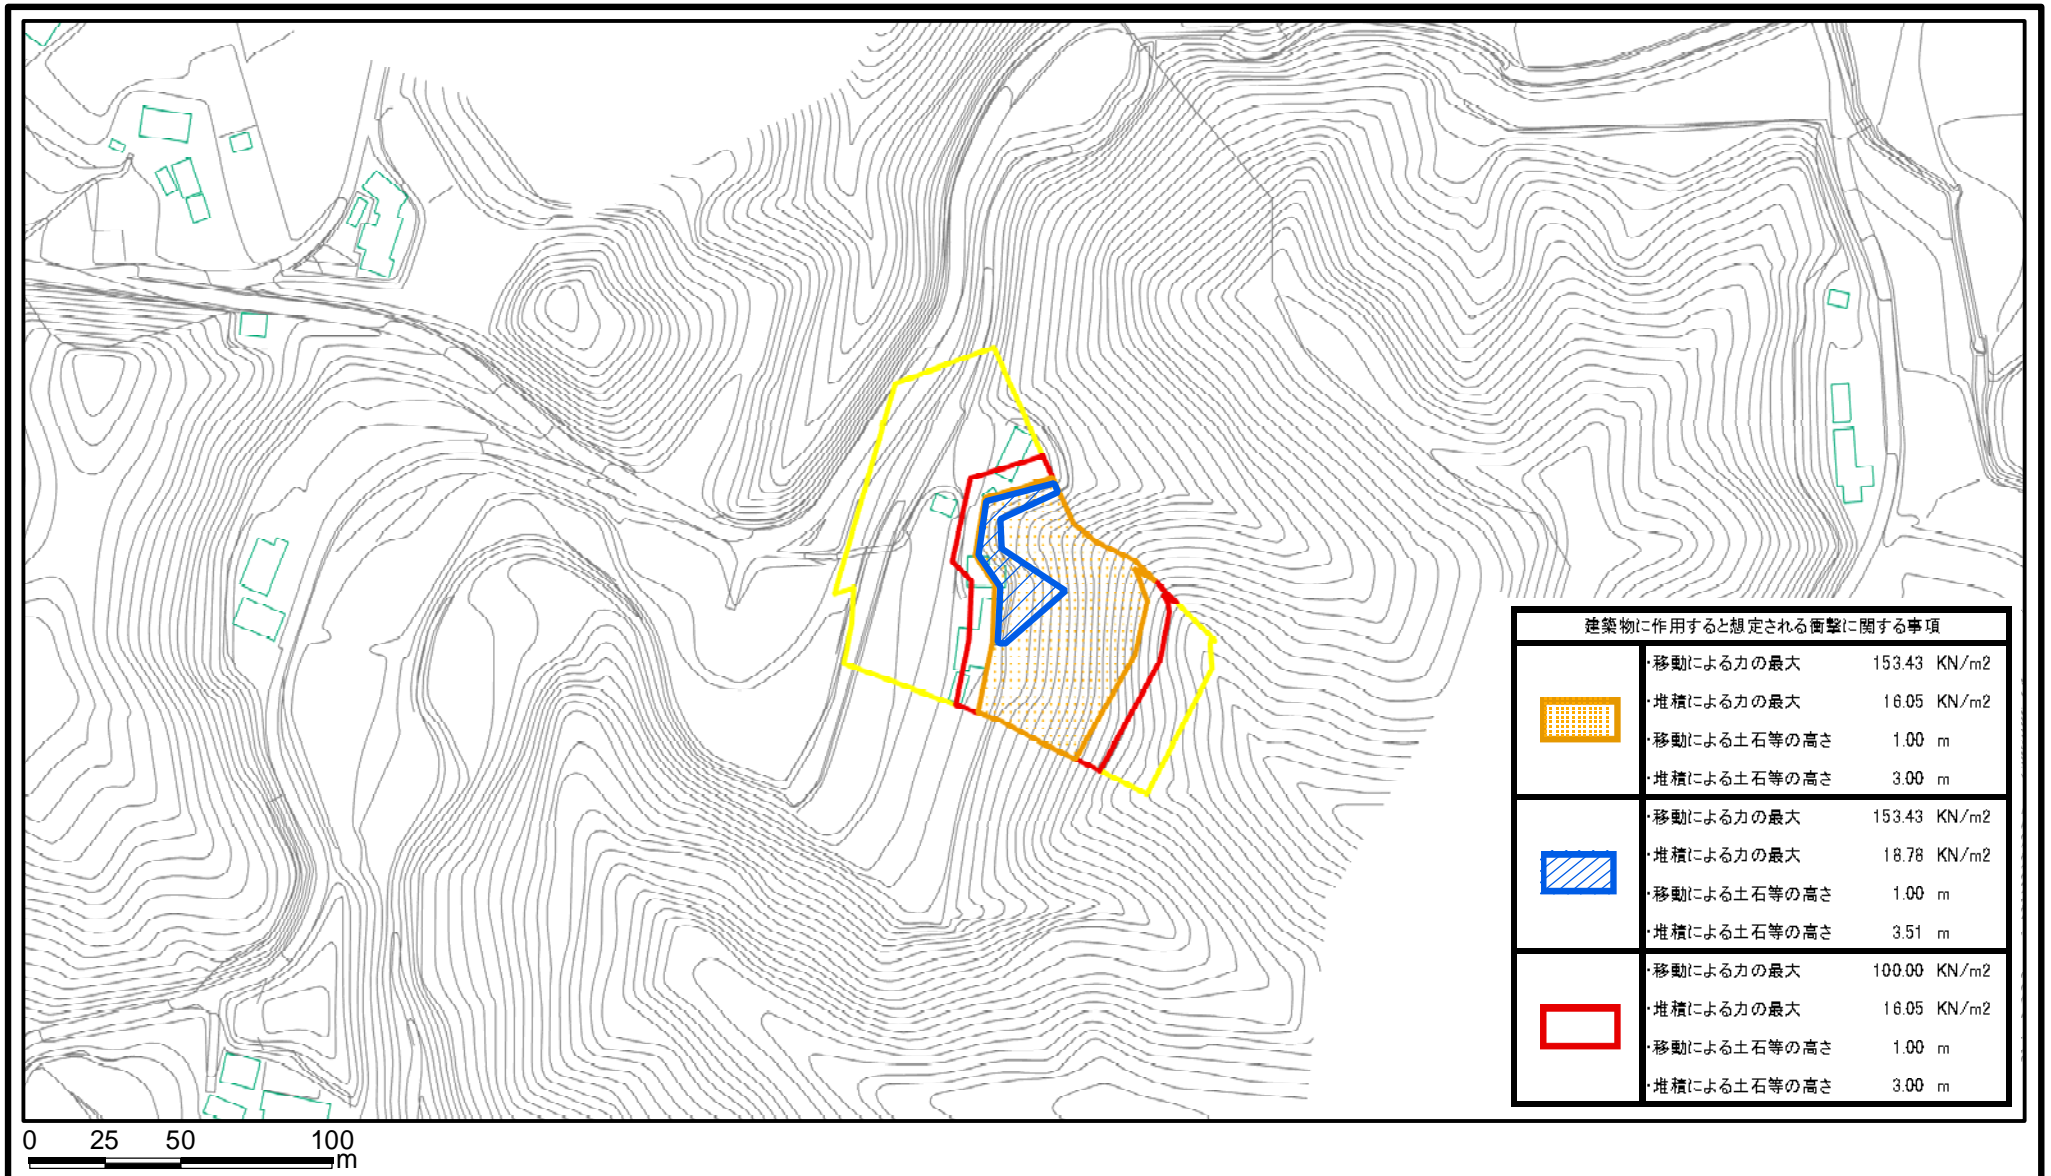 建築物に作用すると想定される衝撃に関する事項
・移動による力の最大 153.43 KN/m2
・堆積による力の最大 16.05 KN/m2
・移動による土石等の高さ 1.00 m
・堆積による土石等の高さ 3.00 m
・移動による力の最大 153.43 KN/m2
・堆積による力の最大 18.78 KN/m2
・移動による土石等の高さ 1.00 m
・堆積による土石等の高さ 3.51 m
・移動による力の最大 100.00 KN/m2
・堆積による力の最大 16.05 KN/m2
・移動による土石等の高さ 1.00 m
・堆積による土石等の高さ 3.00 m
0 25 50 100
m